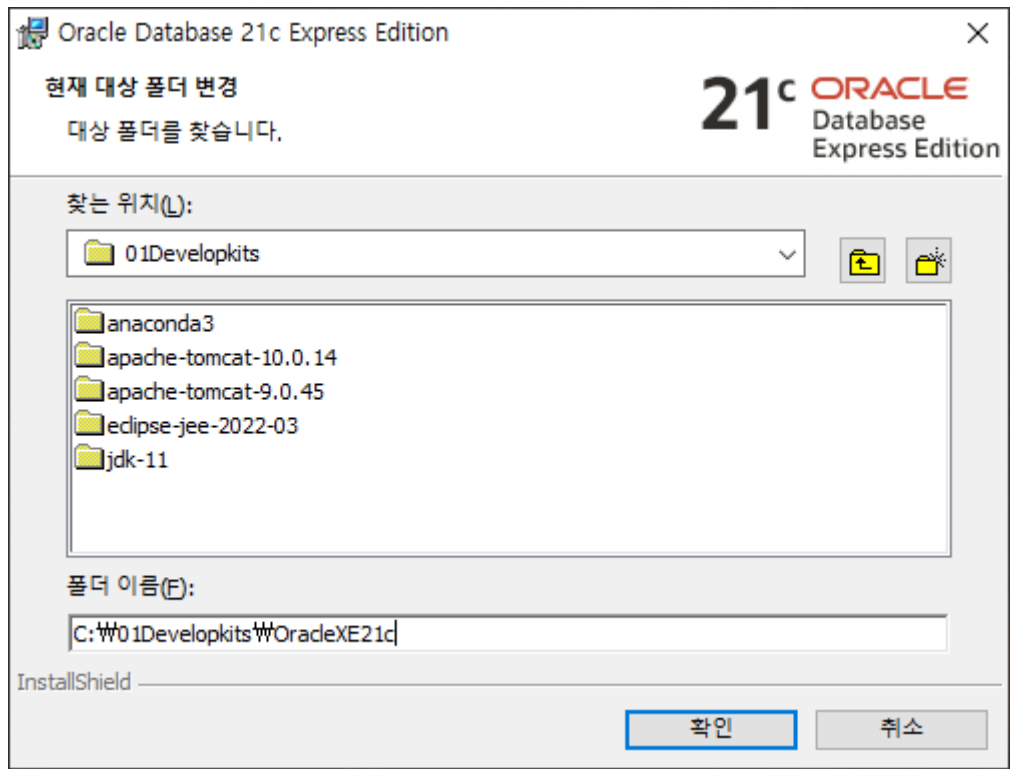 Oracle Database 21c Express Edition
현재 대상 폴더 변경
대상 폴더를 찾습니다.
21c ORACLE
Database
Express Edition
찾는 위치(L):
01Developkits
anaconda3
apache-tomcat-10.0.14
apache-tomcat-9.0.45
eclipse-jee-2022-03
jdk-11
폴더 이름(F):
C:₩01Developkits₩OracleXE21c
InstallShield
확인 취소